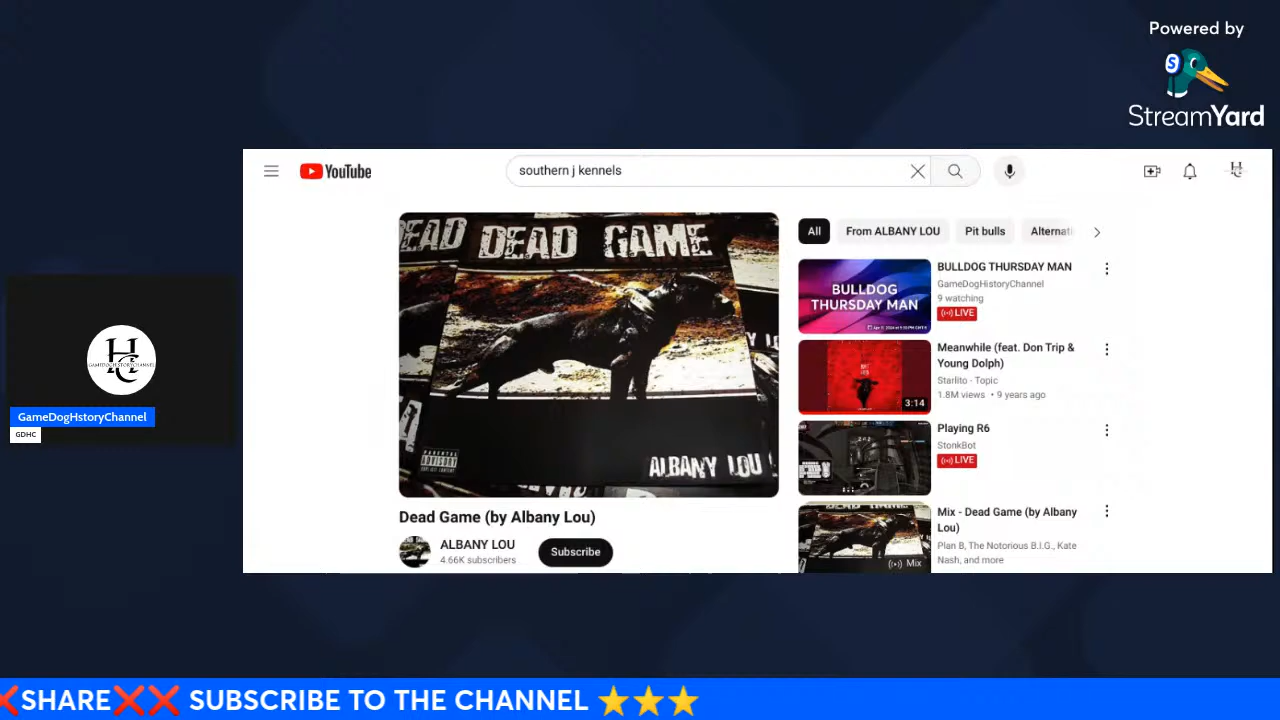 Powered by
StreamYard
YouTube
southern j kennels
DEAD GAME
ALBANY LOU
Dead Game (by Albany Lou)
ALBANY LOU
4.66K subscribers
Subscribe
All
From ALBANY LOU
Pit bulls
Alternati
BULLDOG
THURSDAY MAN
BULLDOG THURSDAY MAN
GameDogHistoryChannel
9 watching
LIVE
3:14
Meanwhile (feat. Don Trip &
Young Dolph)
Starlito - Topic
1.8M views • 9 years ago
Playing R6
StonkBot
LIVE
Mix
Mix - Dead Game (by Albany
Lou)
Plan B, The Notorious B.I.G., Kate
Nash, and more
GAMEDOGHISTORYCHANNEL
GameDogHstoryChannel
GDHC
❌SHARE❌❌ SUBSCRIBE TO THE CHANNEL ⭐⭐⭐